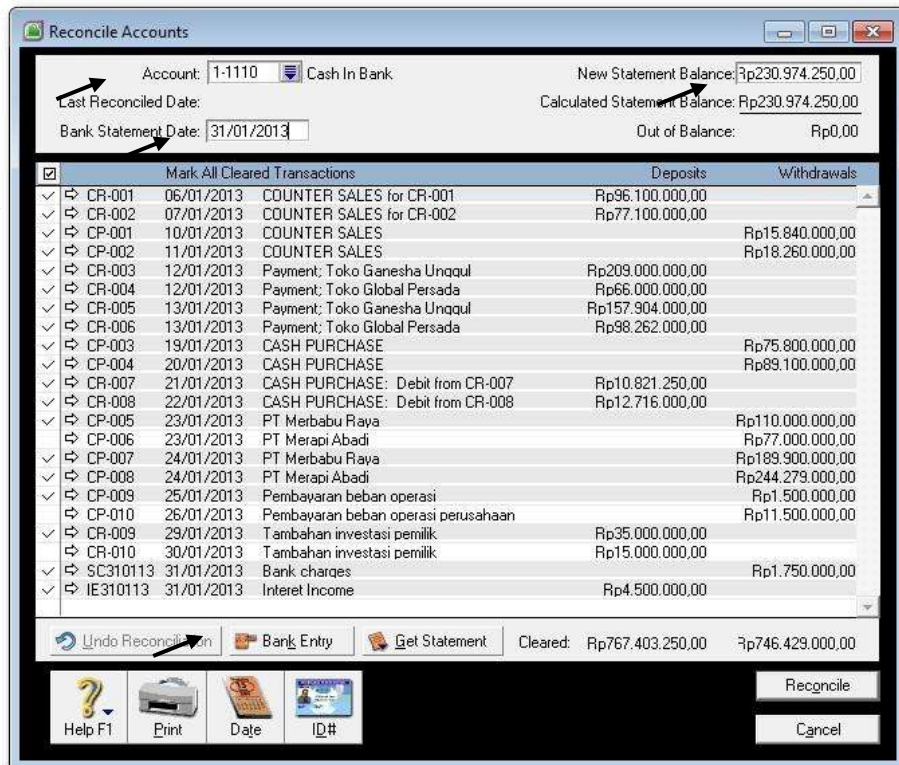 Reconcile Accounts
Account: 1-1110 Cash In Bank New Statement Balance: Rp230.974.250,00
Last Reconciled Date: Calculated Statement Balance: Rp230.974.250,00
Bank Statement Date: 31/01/2013 Out of Balance: Rp0,00
Mark All Cleared Transactions Deposits Withdrawals
CR-001 06/01/2013 COUNTER SALES for CR-001 Rp96.100.000,00
CR-002 07/01/2013 COUNTER SALES for CR-002 Rp77.100.000,00
CP-001 10/01/2013 COUNTER SALES Rp15.840.000,00
CP-002 11/01/2013 COUNTER SALES Rp18.260.000,00
CR-003 12/01/2013 Payment; Toko Ganesha Unggul Rp209.000.000,00
CR-004 12/01/2013 Payment; Toko Global Persada Rp66.000.000,00
CR-005 13/01/2013 Payment; Toko Ganesha Unggul Rp157.904.000,00
CR-006 13/01/2013 Payment; Toko Global Persada Rp98.262.000,00
CP-003 19/01/2013 CASH PURCHASE Rp75.800.000,00
CP-004 20/01/2013 CASH PURCHASE Rp89.100.000,00
CR-007 21/01/2013 CASH PURCHASE: Debit from CR-007 Rp10.821.250,00
CR-008 22/01/2013 CASH PURCHASE: Debit from CR-008 Rp12.716.000,00
CP-005 23/01/2013 PT Merbabu Raya Rp110.000.000,00
CP-006 23/01/2013 PT Merapi Abadi Rp77.000.000,00
CP-007 24/01/2013 PT Merbabu Raya Rp189.900.000,00
CP-008 24/01/2013 PT Merapi Abadi Rp244.279.000,00
CP-009 25/01/2013 Pembayaran beban operasi Rp1.500.000,00
CP-010 26/01/2013 Pembayaran beban operasi perusahaan Rp11.500.000,00
CR-009 29/01/2013 Tambahan investasi pemilik Rp35.000.000,00
CR-010 30/01/2013 Tambahan investasi pemilik Rp15.000.000,00
SC310113 31/01/2013 Bank charges Rp1.750.000,00
IE310113 31/01/2013 Interet Income Rp4.500.000,00
Undo Reconciliation Bank Entry Get Statement Cleared: Rp767.403.250,00 Rp746.429.000,00
Help F1 Print Date ID# Reconcile
Cancel